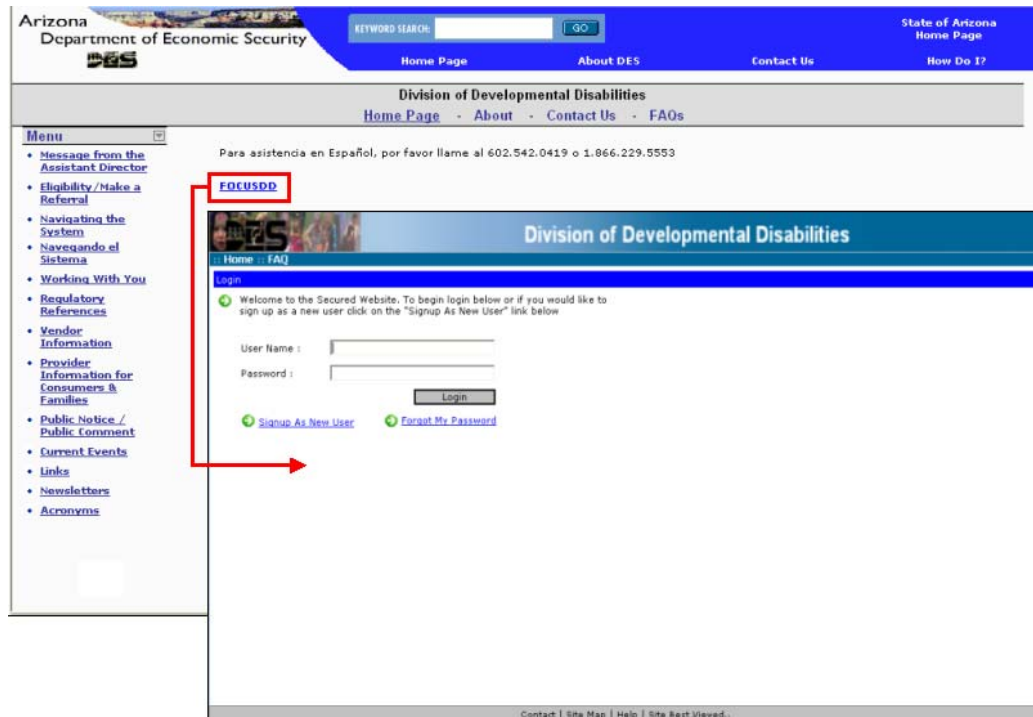 Arizona
Department of Economic Security
DES
KEYWORD SEARCH:
GO
State of Arizona
Home Page
Home Page
About DES
Contact Us
How Do I?
Division of Developmental Disabilities
Home Page - About - Contact Us - FAQs
Menu
• Message from the
Assistant Director
• Eligibility/Make a
Referral
• Navigating the
System
• Navegando el
Sistema
• Working With You
• Regulatory
References
• Vendor
Information
• Provider
Information for
Consumers &
Families
• Public Notice /
Public Comment
• Current Events
• Links
• Newsletters
• Acronyms
Para asistencia en Español, por favor llame al 602.542.0419 o 1.866.229.5553
FOCUSDD
DES
Division of Developmental Disabilities
:: Home :: FAQ
Login
Welcome to the Secured Website. To begin login below or if you would like to
sign up as a new user click on the "Signup As New User" link below
User Name :
Password :
Login
Signup As New User
Forgot My Password
Contact | Site Map | Help | Site Best Viewed..